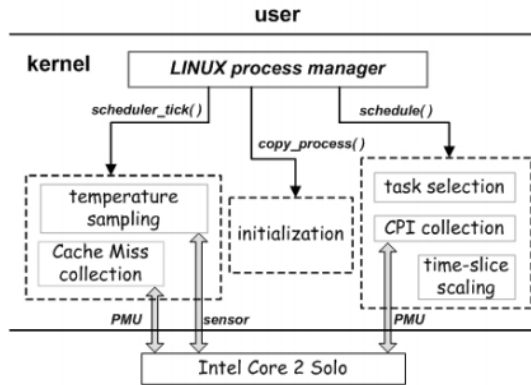 user
kernel
LINUX process manager
scheduler_tick( )
copy_process( )
schedule( )
temperature
sampling
Cache Miss
collection
initialization
task selection
CPI collection
time-slice
scaling
PMU
sensor
PMU
Intel Core 2 Solo